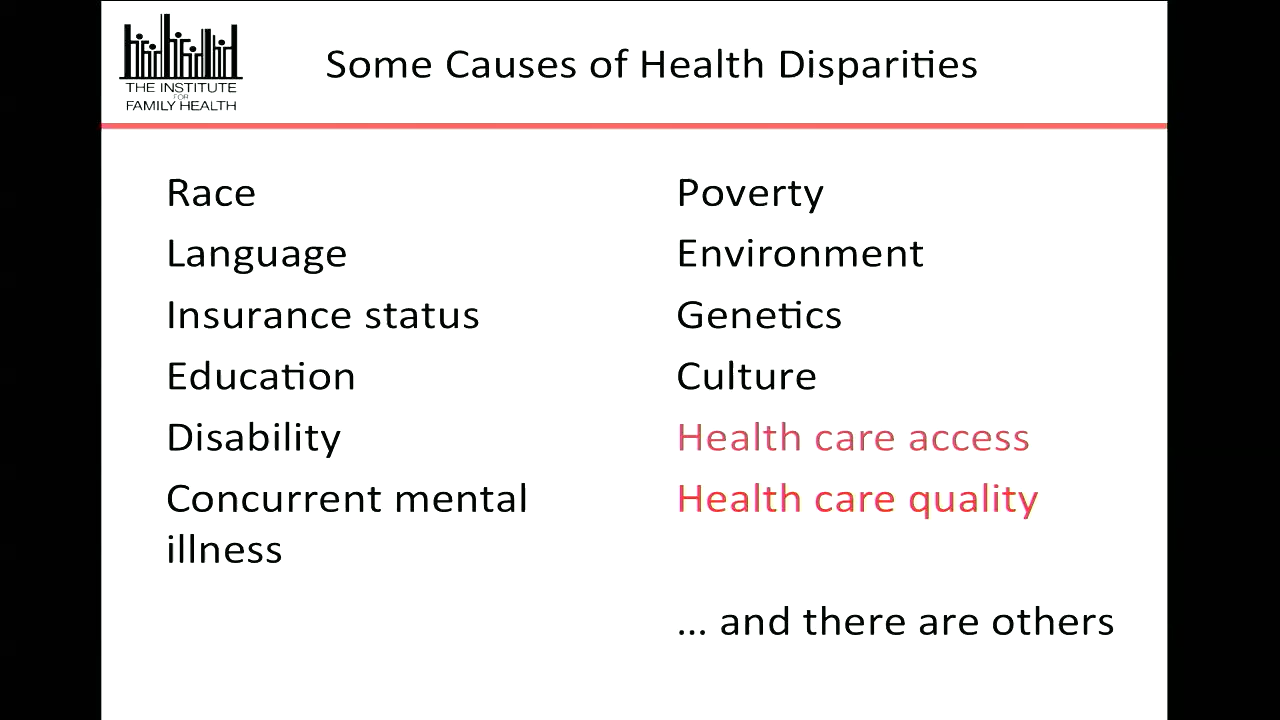 THE INSTITUTE
FOR
FAMILY HEALTH
Some Causes of Health Disparities
Race
Language
Insurance status
Education
Disability
Concurrent mental
illness
Poverty
Environment
Genetics
Culture
Health care access
Health care quality
... and there are others